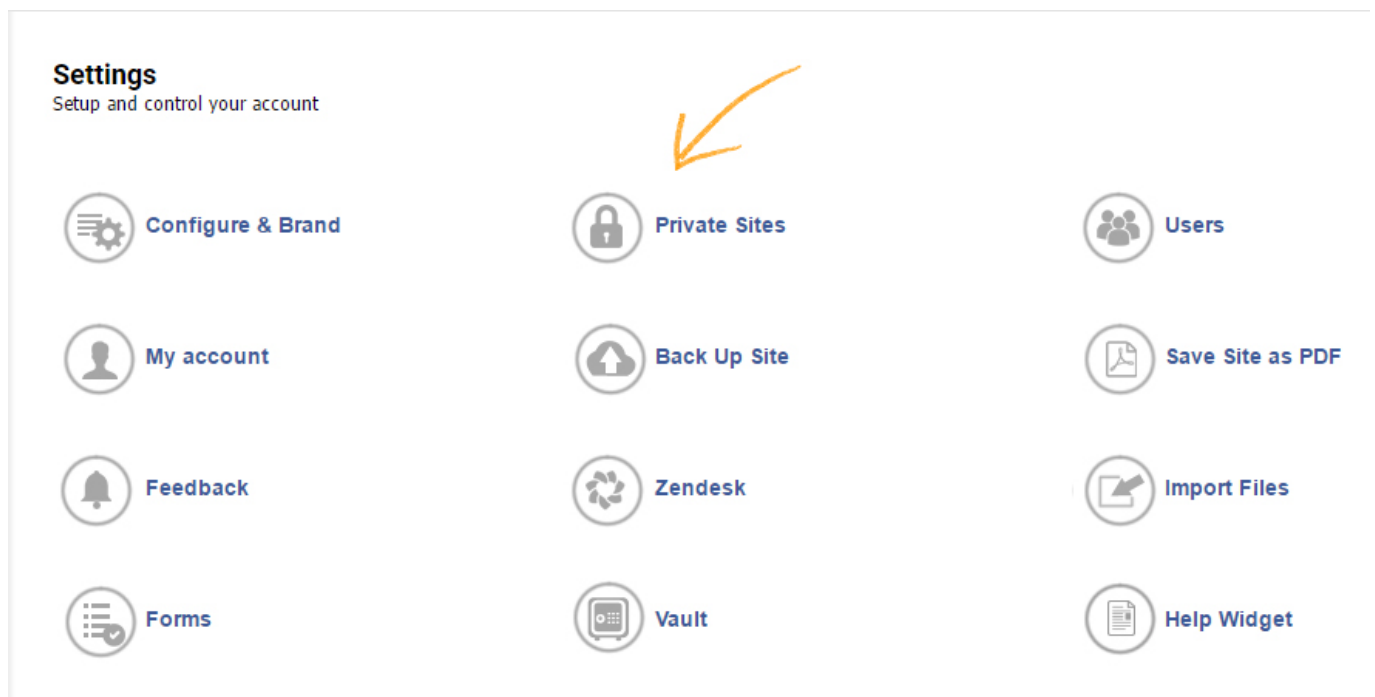 Settings
Setup and control your account
Configure & Brand
Private Sites
Users
My account
Back Up Site
Save Site as PDF
Feedback
Zendesk
Import Files
Forms
Vault
Help Widget